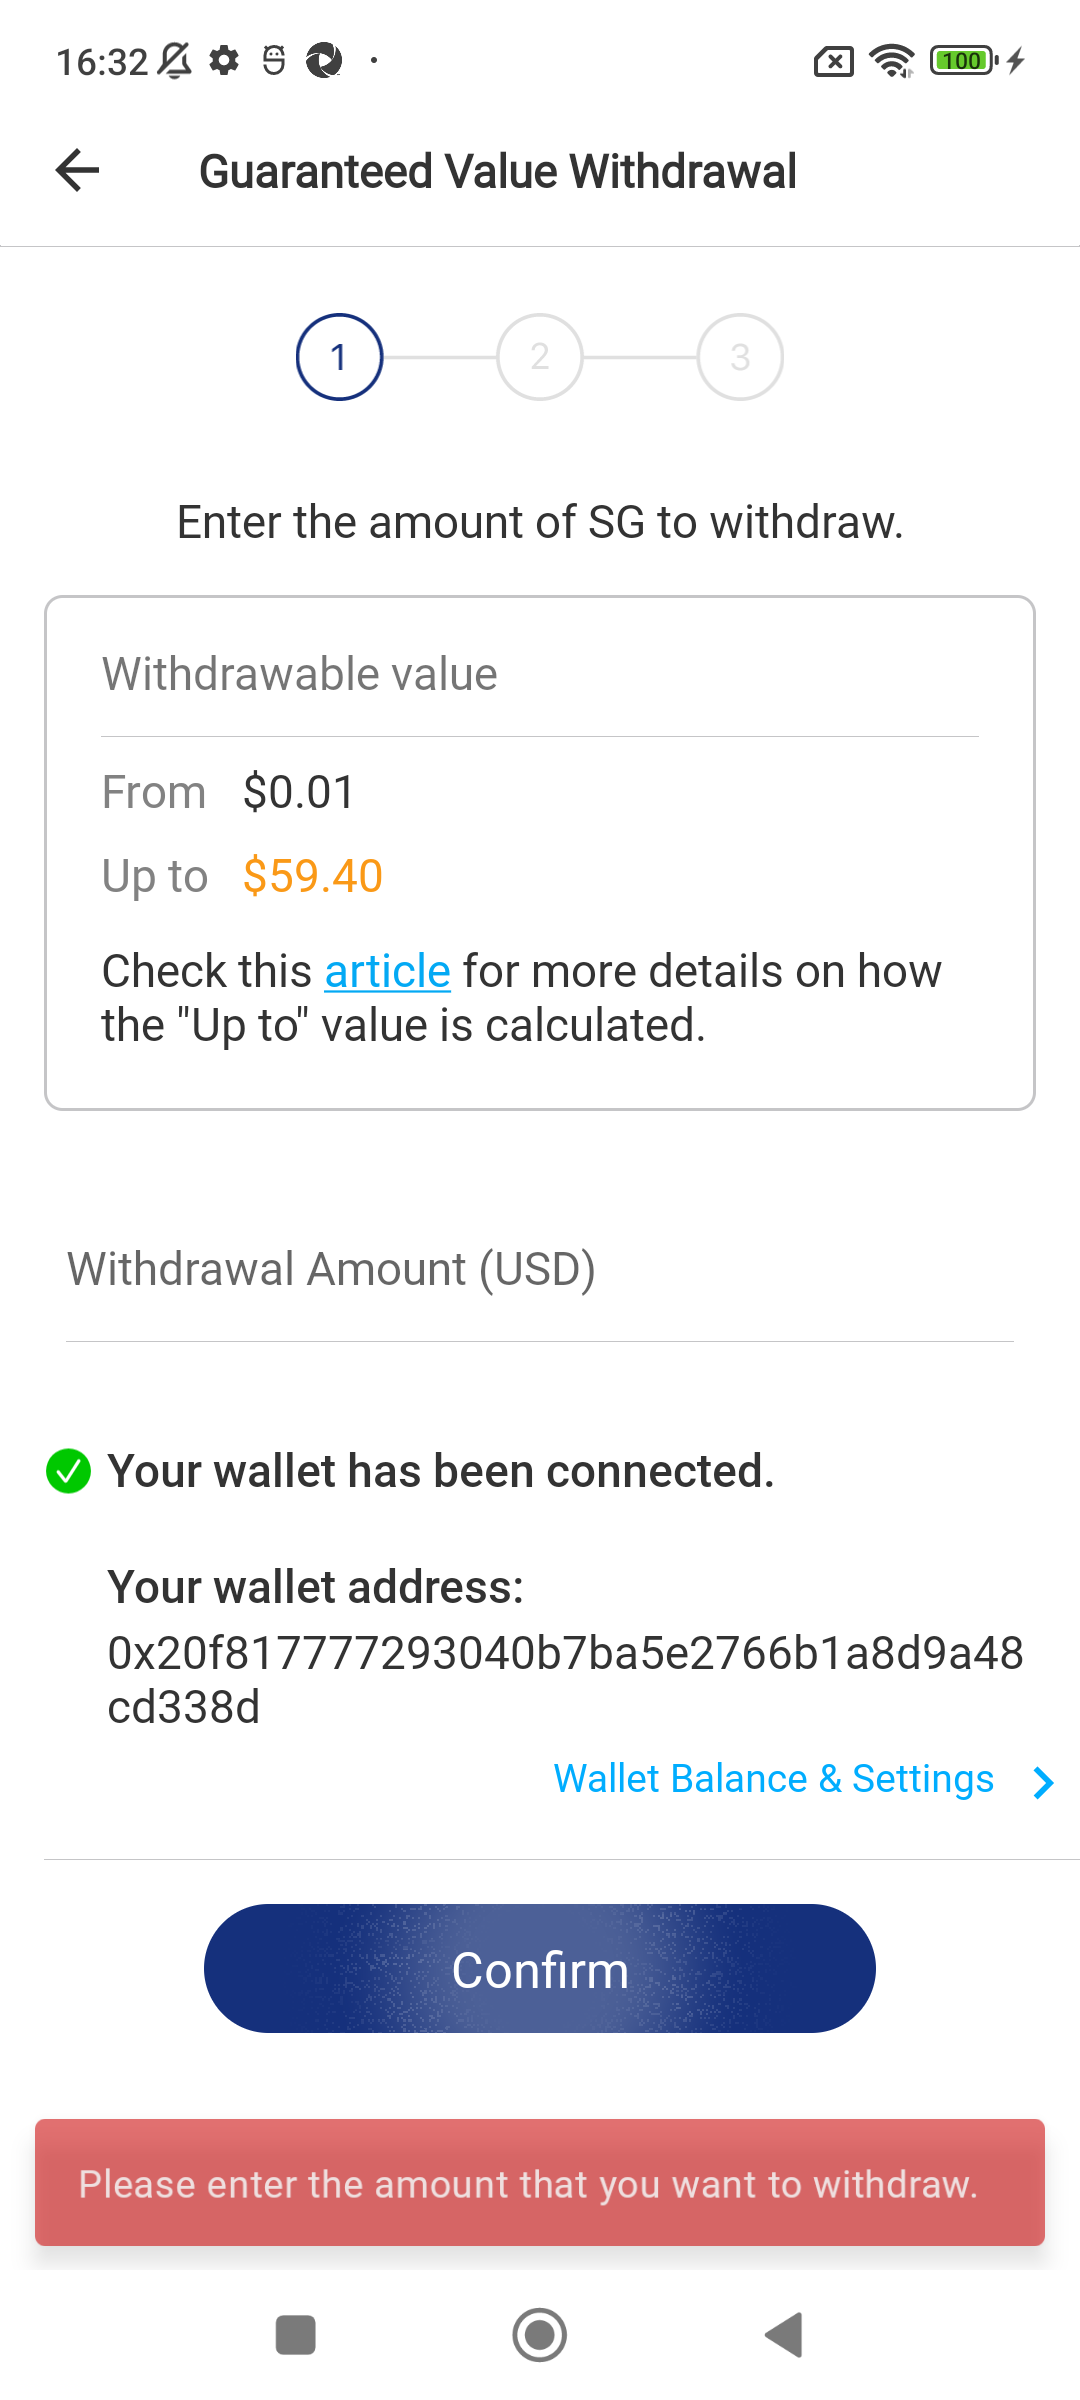 16:32
100
Guaranteed Value Withdrawal
1 2 3
Enter the amount of SG to withdraw.
Withdrawable value
From $0.01
Up to $59.40
Check this article for more details on how
the "Up to" value is calculated.
Withdrawal Amount (USD)
Your wallet has been connected.
Your wallet address:
0x20f817777293040b7ba5e2766b1a8d9a48
cd338d
Wallet Balance & Settings
Confirm
Please enter the amount that you want to withdraw.